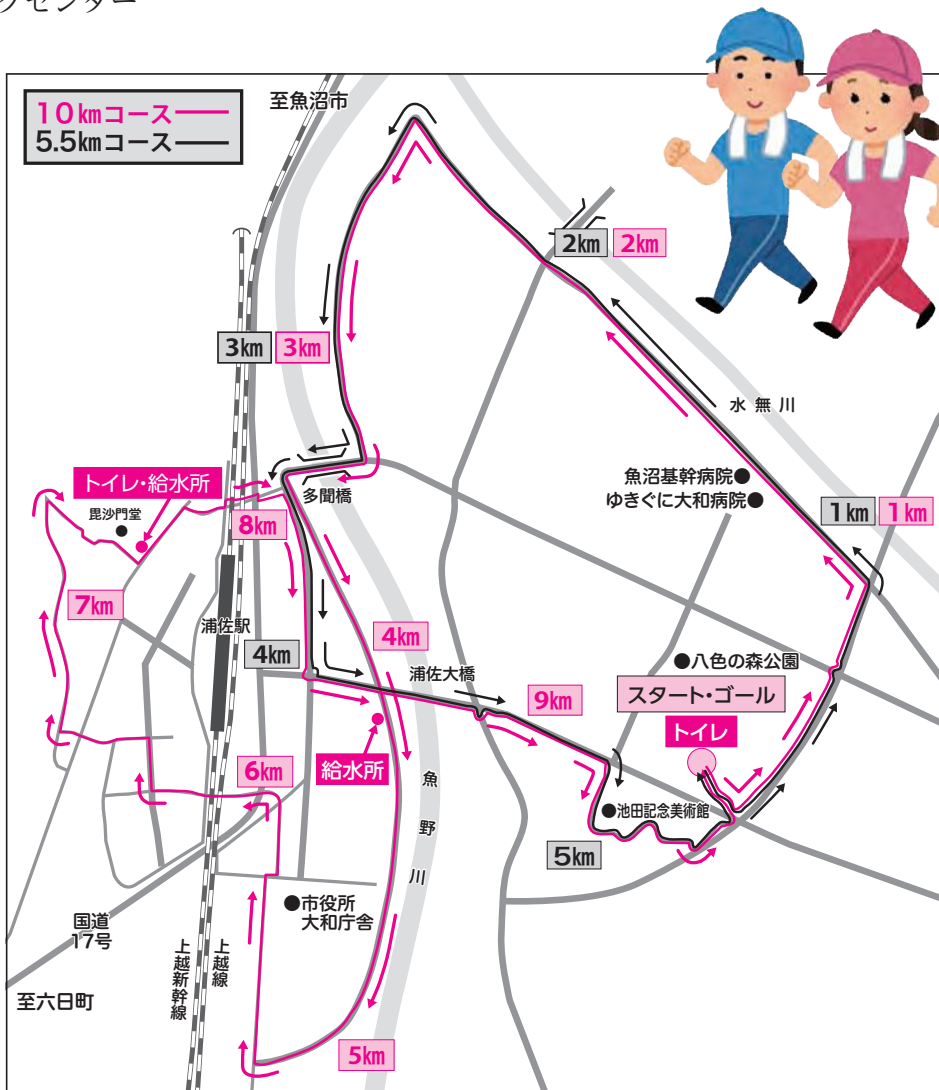 クセンター
10kmコース
5.5kmコース
至魚沼市
2km 2km
3km 3km
水無川
魚沼基幹病院
ゆきぐに大和病院
1km 1km
トイレ・給水所
毘沙門堂
多聞橋
8km
7km
浦佐駅
4km
4km
浦佐大橋
八色の森公園
スタート・ゴール
9km
トイレ
給水所
6km
魚野川
池田記念美術館
5km
市役所
大和庁舎
国道
17号
上越新幹線
上越線
至六日町
5km